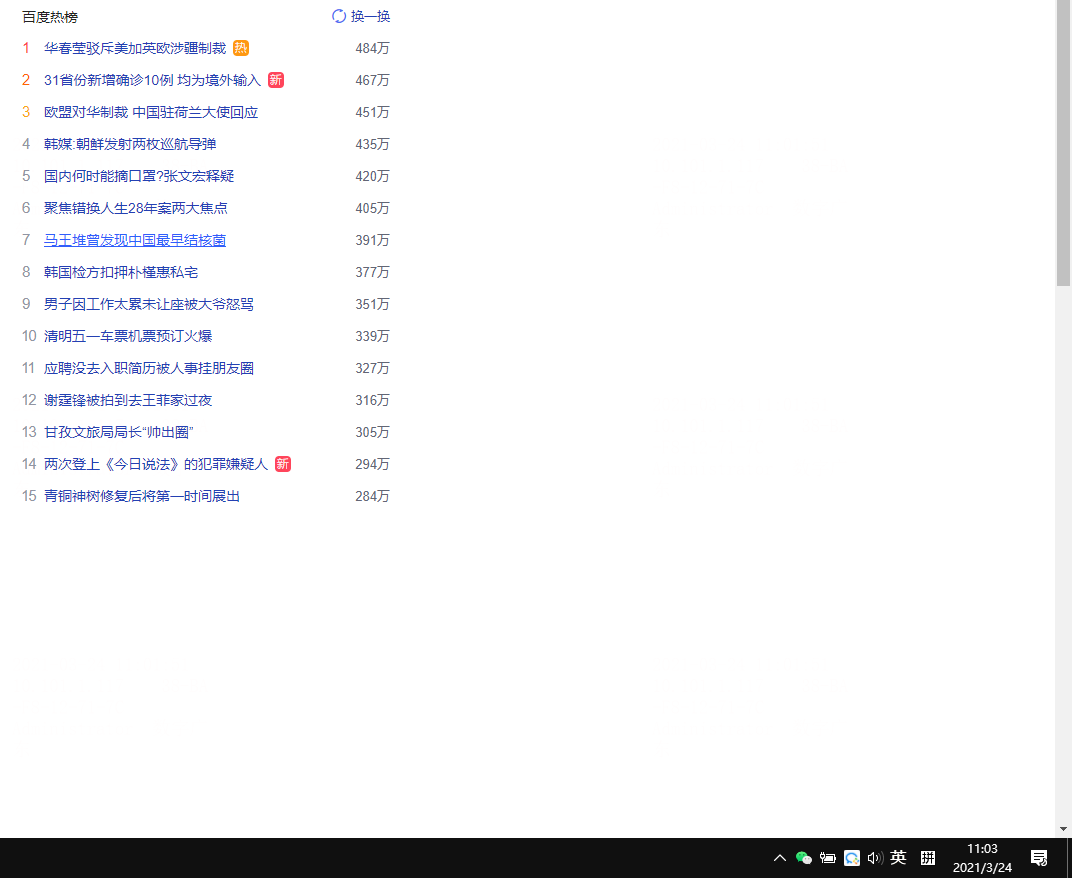 百度热榜 换一换
1 华春莹驳斥美加英欧涉疆制裁 热 484万
2 31省份新增确诊10例 均为境外输入 新 467万
3 欧盟对华制裁 中国驻荷兰大使回应 451万
4 韩媒:朝鲜发射两枚巡航导弹 435万
5 国内何时能摘口罩?张文宏释疑 420万
6 聚焦错换人生28年案两大焦点 405万
7 马王堆曾发现中国最早结核菌 391万
8 韩国检方扣押朴槿惠私宅 377万
9 男子因工作太累未让座被大爷怒骂 351万
10 清明五一车票机票预订火爆 339万
11 应聘没去入职简历被人事挂朋友圈 327万
12 谢霆锋被拍到去王菲家过夜 316万
13 甘孜文旅局局长“帅出圈” 305万
14 两次登上《今日说法》的犯罪嫌疑人 新 294万
15 青铜神树修复后将第一时间展出 284万
英 拼 11:03
2021/3/24